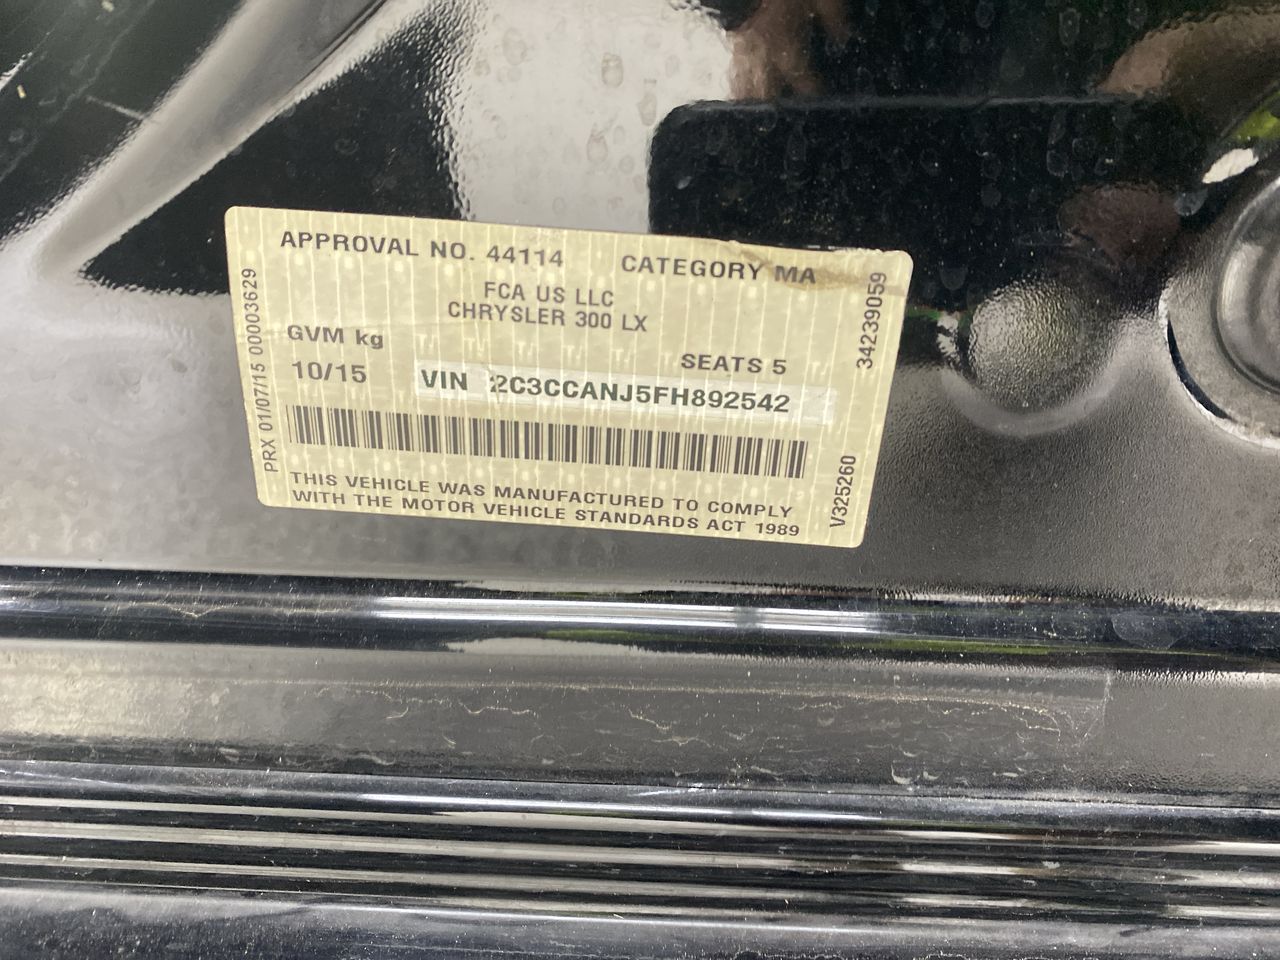 APPROVAL NO. 44114 CATEGORY MA
FCA US LLC
CHRYSLER 300 LX
GVM kg
SEATS 5
10/15 VIN 2C3CCANJ5FH892542
THIS VEHICLE WAS MANUFACTURED TO COMPLY
WITH THE MOTOR VEHICLE STANDARDS ACT 1989
PRX 01/07/15 00003629
34239059
V325260